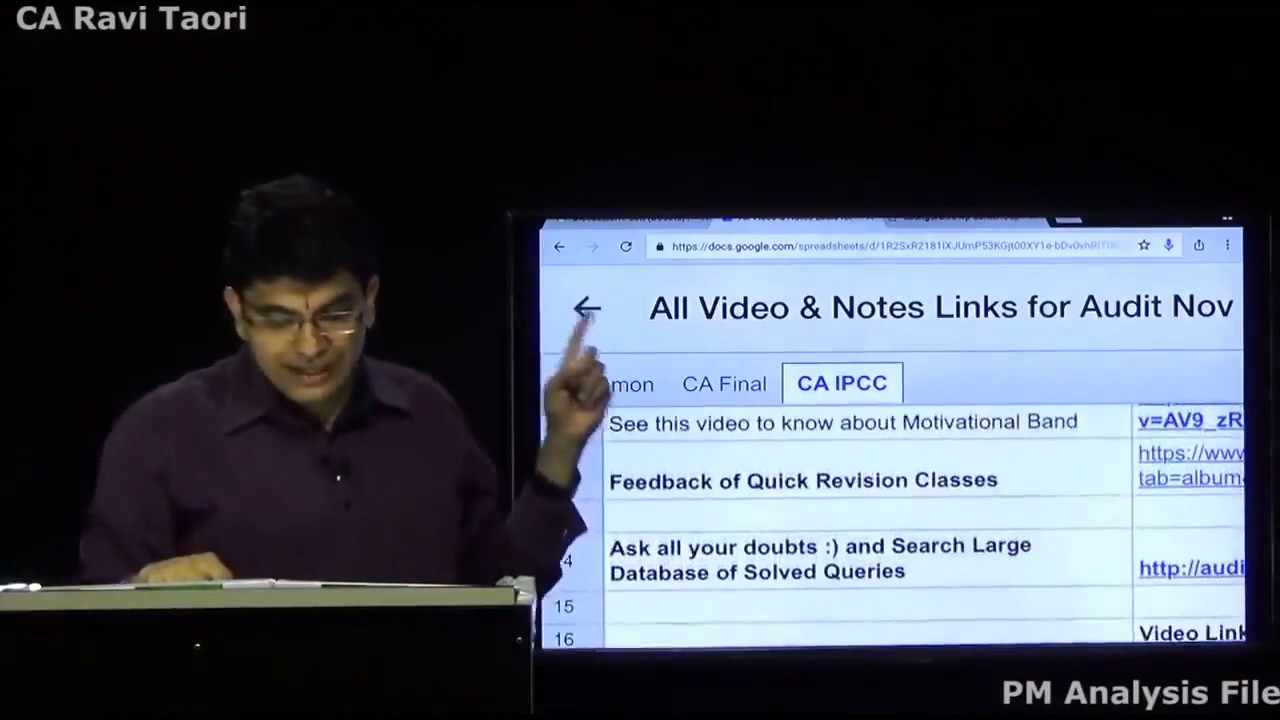 CA Ravi Taori
All Video & Notes Links for Audit Nov
mon CA Final CA IPCC
See this video to know about Motivational Band v=AV9_zR
https://www
Feedback of Quick Revision Classes tab=album
Ask all your doubts :) and Search Large
4 Database of Solved Queries http://audi
15
16 Video Link
PM Analysis File